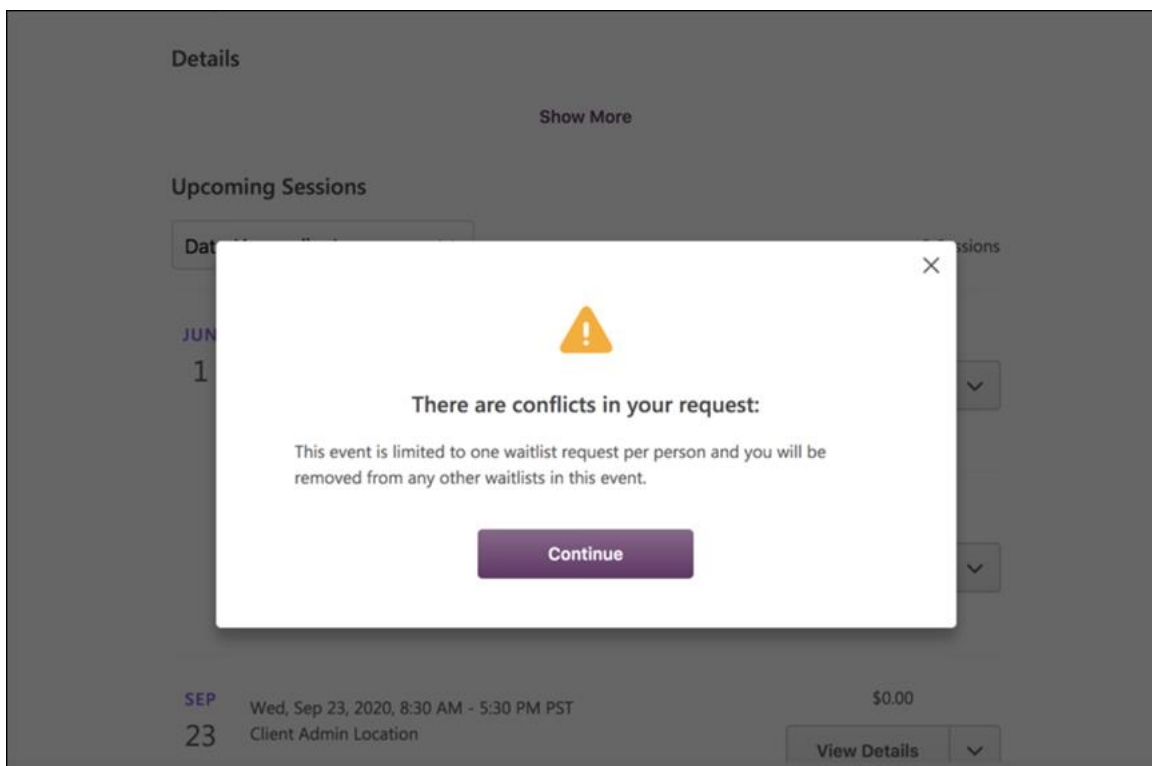 Details
Show More
Upcoming Sessions
JUN
1
There are conflicts in your request:
This event is limited to one waitlist request per person and you will be
removed from any other waitlists in this event.
Continue
SEP
23
Wed, Sep 23, 2020, 8:30 AM - 5:30 PM PST
Client Admin Location
$0.00
View Details